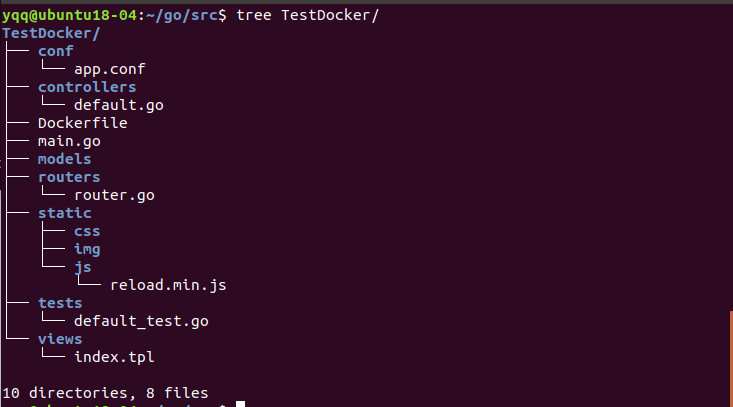 yqq@ubuntu18-04:~/go/src$ tree TestDocker/
TestDocker/
├── conf
│   └── app.conf
├── controllers
│   └── default.go
├── Dockerfile
├── main.go
├── models
├── routers
│   └── router.go
├── static
│   ├── css
│   ├── img
│   └── js
│       └── reload.min.js
├── tests
│   └── default_test.go
└── views
    └── index.tpl
10 directories, 8 files